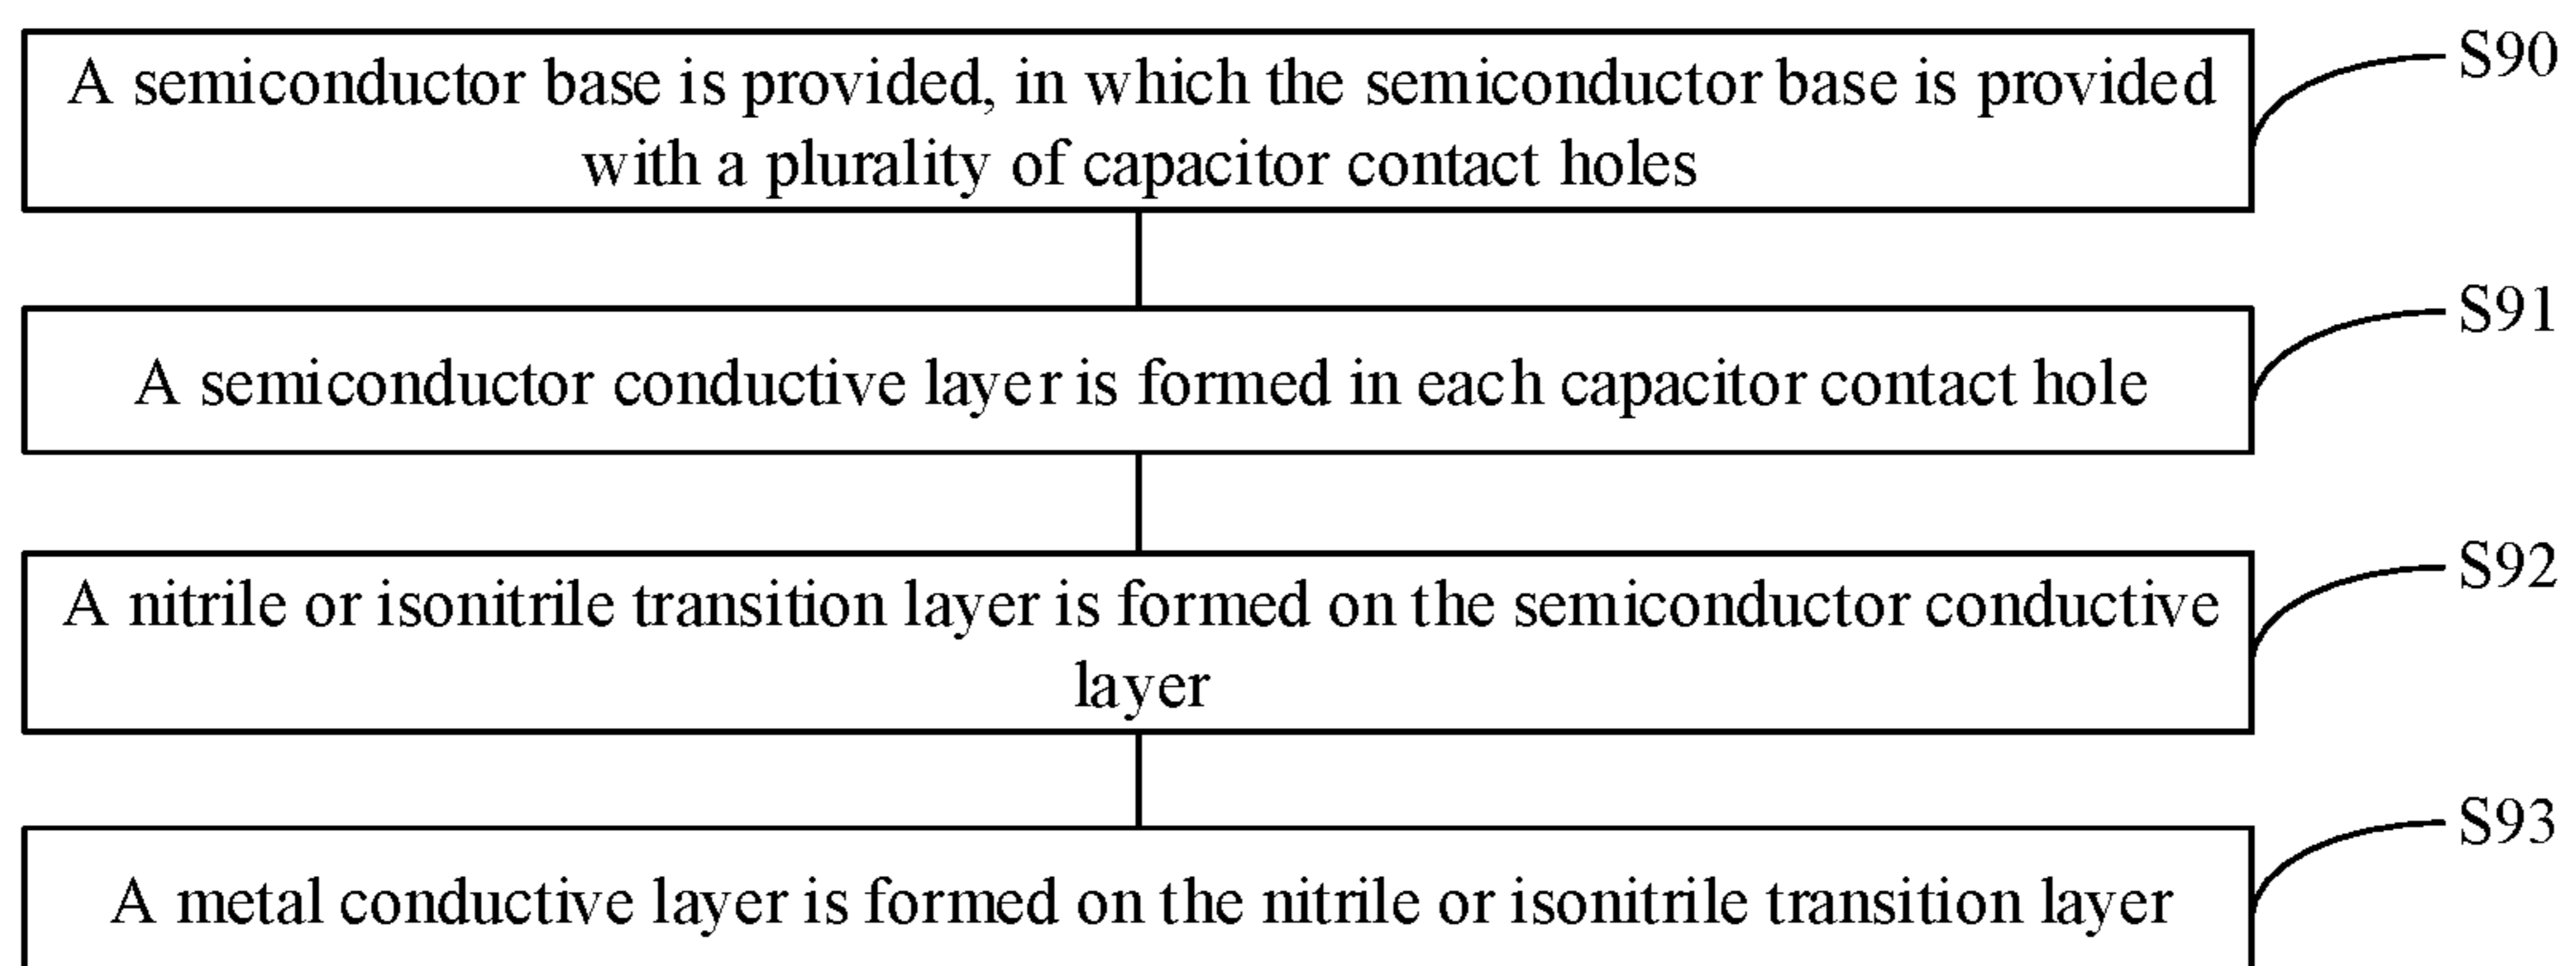 A semiconductor base is provided, in which the semiconductor base is provided
with a plurality of capacitor contact holes
S90
A semiconductor conductive layer is formed in each capacitor contact hole
S91
A nitrile or isonitrile transition layer is formed on the semiconductor conductive
layer
S92
A metal conductive layer is formed on the nitrile or isonitrile transition layer
S93